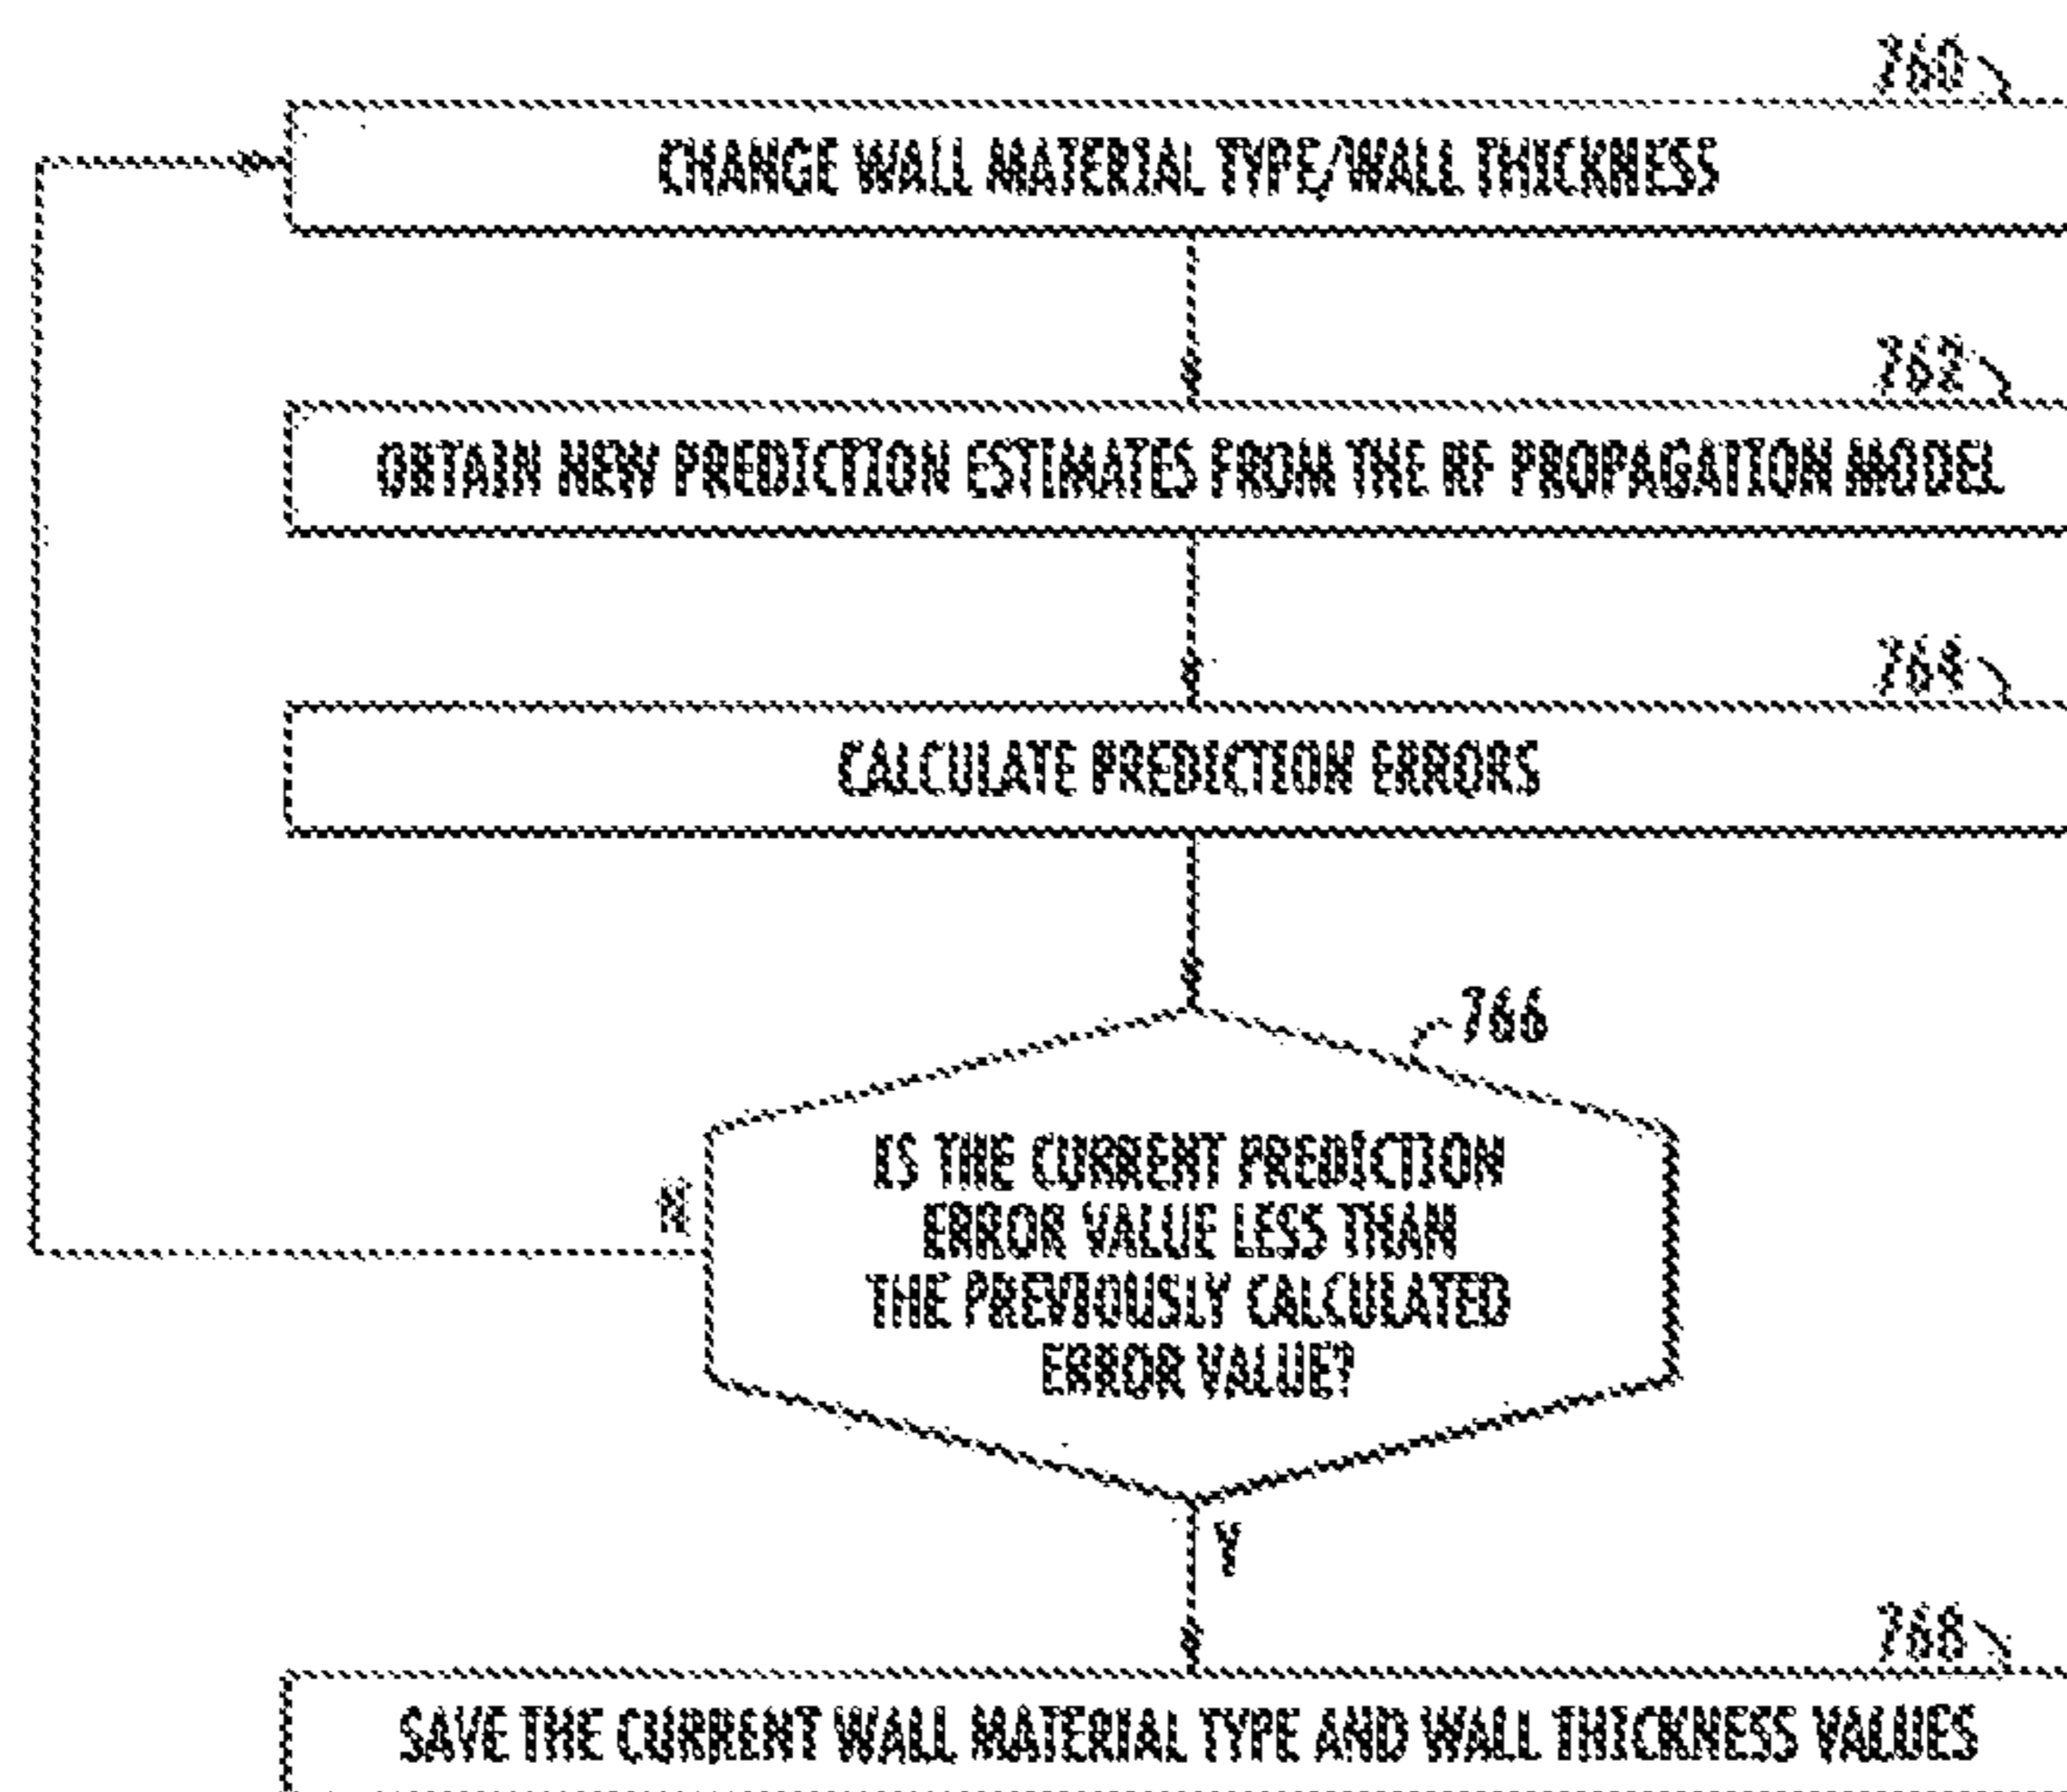 760
CHANGE WALL MATERIAL TYPE/WALL THICKNESS
762
OBTAIN NEW PREDICTION ESTIMATES FROM THE RF PROPAGATION MODEL
764
CALCULATE PREDICTION ERRORS
766
IS THE CURRENT PREDICTION
ERROR VALUE LESS THAN
THE PREVIOUSLY CALCULATED
ERROR VALUE?
N
Y
768
SAVE THE CURRENT WALL MATERIAL TYPE AND WALL THICKNESS VALUES